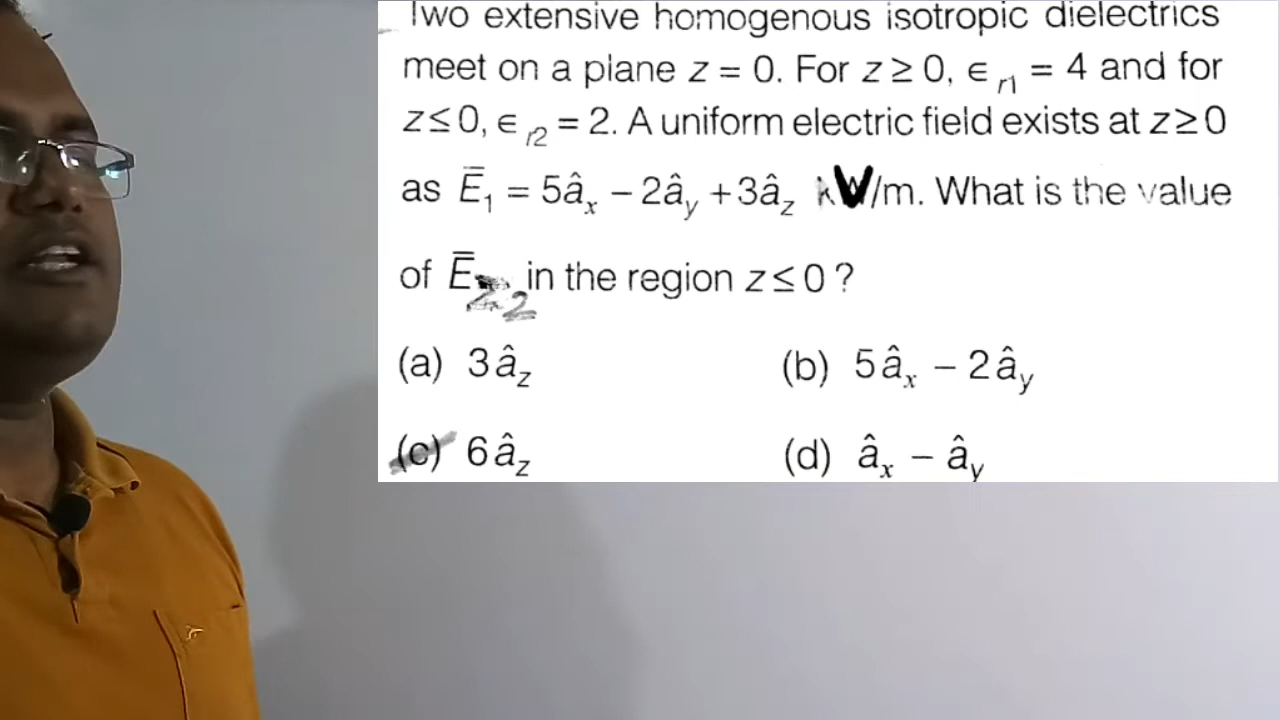 Two extensive homogenous isotropic dielectrics
meet on a plane z = 0. For z ≥ 0, ∈r1 = 4 and for
z ≤ 0, ∈r2 = 2. A uniform electric field exists at z ≥ 0
as Ē1 = 5âx − 2ây + 3âz kV/m. What is the value
of Ēz2 in the region z ≤ 0 ?
(a) 3âz (b) 5âx − 2ây
(c) 6âz (d) âx − ây